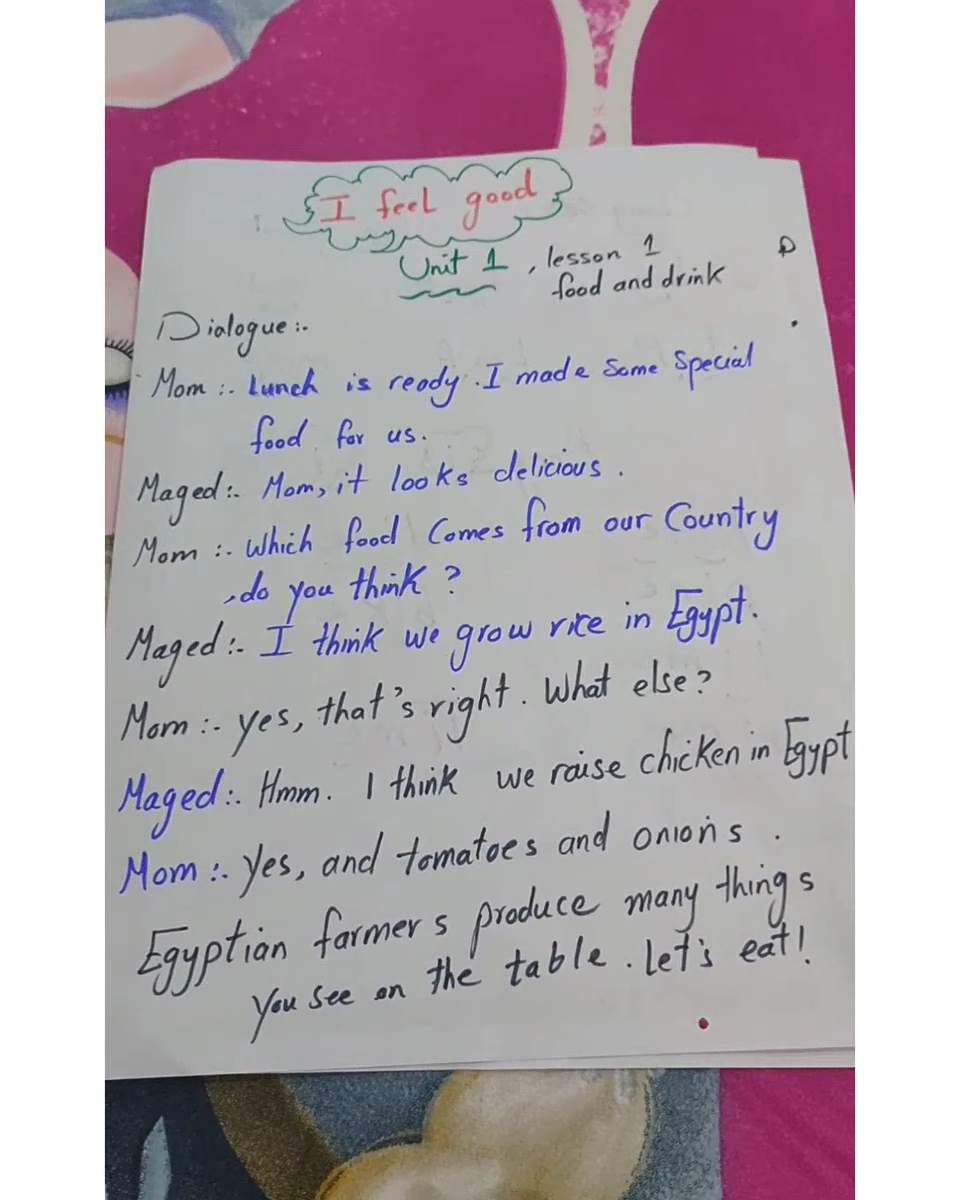 I feel good
Unit 1 , lesson 1
food and drink
Dialogue :-
Mom :- Lunch is ready . I made Some Special
food for us .
Maged :- Mom, it looks delicious .
Mom :- Which food Comes from our Country
, do you think ?
Maged :- I think we grow rice in Egypt .
Mom :- yes, that's right . What else ?
Maged :- Hmm . I think we raise chicken in Egypt
Mom :- Yes, and tomatoes and onions .
Egyptian farmers produce many things
You see on the table . Let's eat !